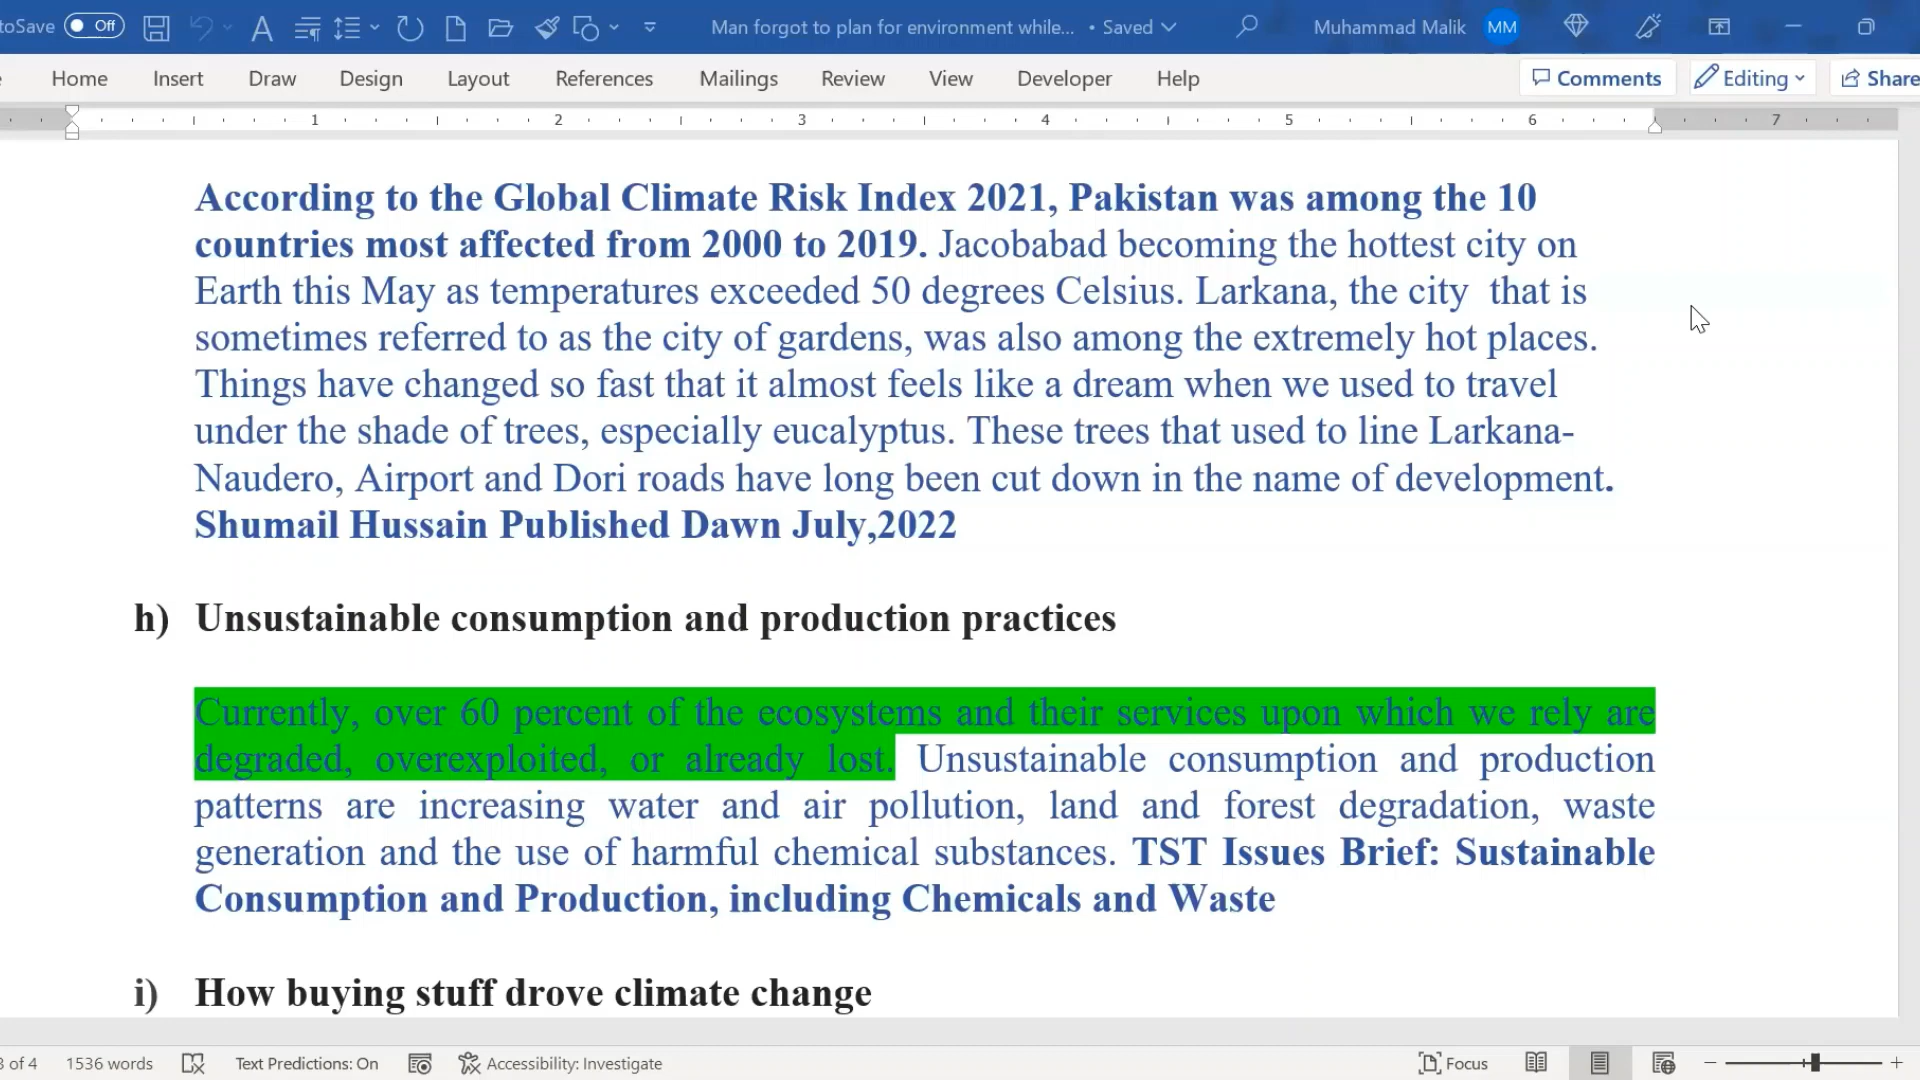 toSave Off
Man forgot to plan for environment while... • Saved
Muhammad Malik MM
Home Insert Draw Design Layout References Mailings Review View Developer Help
Comments Editing Share
1 2 3 4 5 6 7
According to the Global Climate Risk Index 2021, Pakistan was among the 10
countries most affected from 2000 to 2019. Jacobabad becoming the hottest city on
Earth this May as temperatures exceeded 50 degrees Celsius. Larkana, the city that is
sometimes referred to as the city of gardens, was also among the extremely hot places.
Things have changed so fast that it almost feels like a dream when we used to travel
under the shade of trees, especially eucalyptus. These trees that used to line Larkana-
Naudero, Airport and Dori roads have long been cut down in the name of development.
Shumail Hussain Published Dawn July,2022
h) Unsustainable consumption and production practices
Currently, over 60 percent of the ecosystems and their services upon which we rely are
degraded, overexploited, or already lost. Unsustainable consumption and production
patterns are increasing water and air pollution, land and forest degradation, waste
generation and the use of harmful chemical substances. TST Issues Brief: Sustainable
Consumption and Production, including Chemicals and Waste
i) How buying stuff drove climate change
3 of 4 1536 words Text Predictions: On Accessibility: Investigate Focus